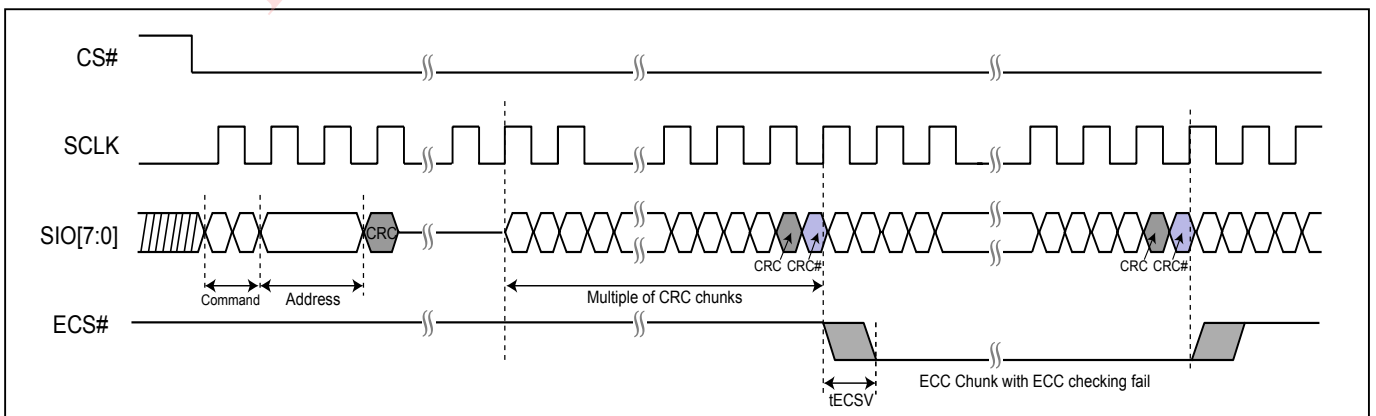 CS#
SCLK
SIO[7:0]
CRC
CRC CRC#
CRC CRC#
Command
Address
Multiple of CRC chunks
ECS#
tECSV
ECC Chunk with ECC checking fail